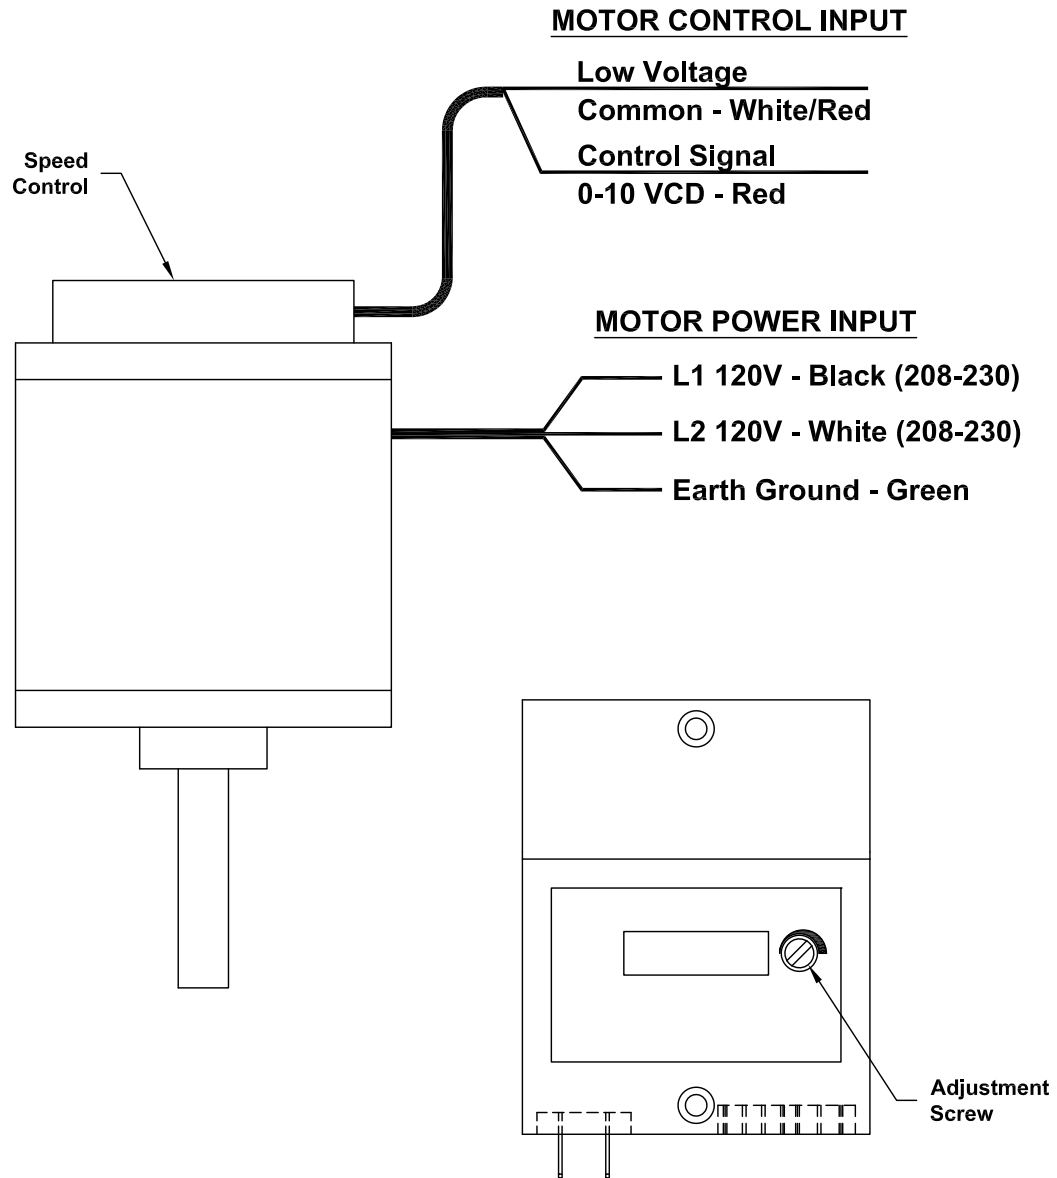 MOTOR CONTROL INPUT
Low Voltage
Common - White/Red
Control Signal
0-10 VCD - Red
Speed
Control
MOTOR POWER INPUT
L1 120V - Black (208-230)
L2 120V - White (208-230)
Earth Ground - Green
Adjustment
Screw